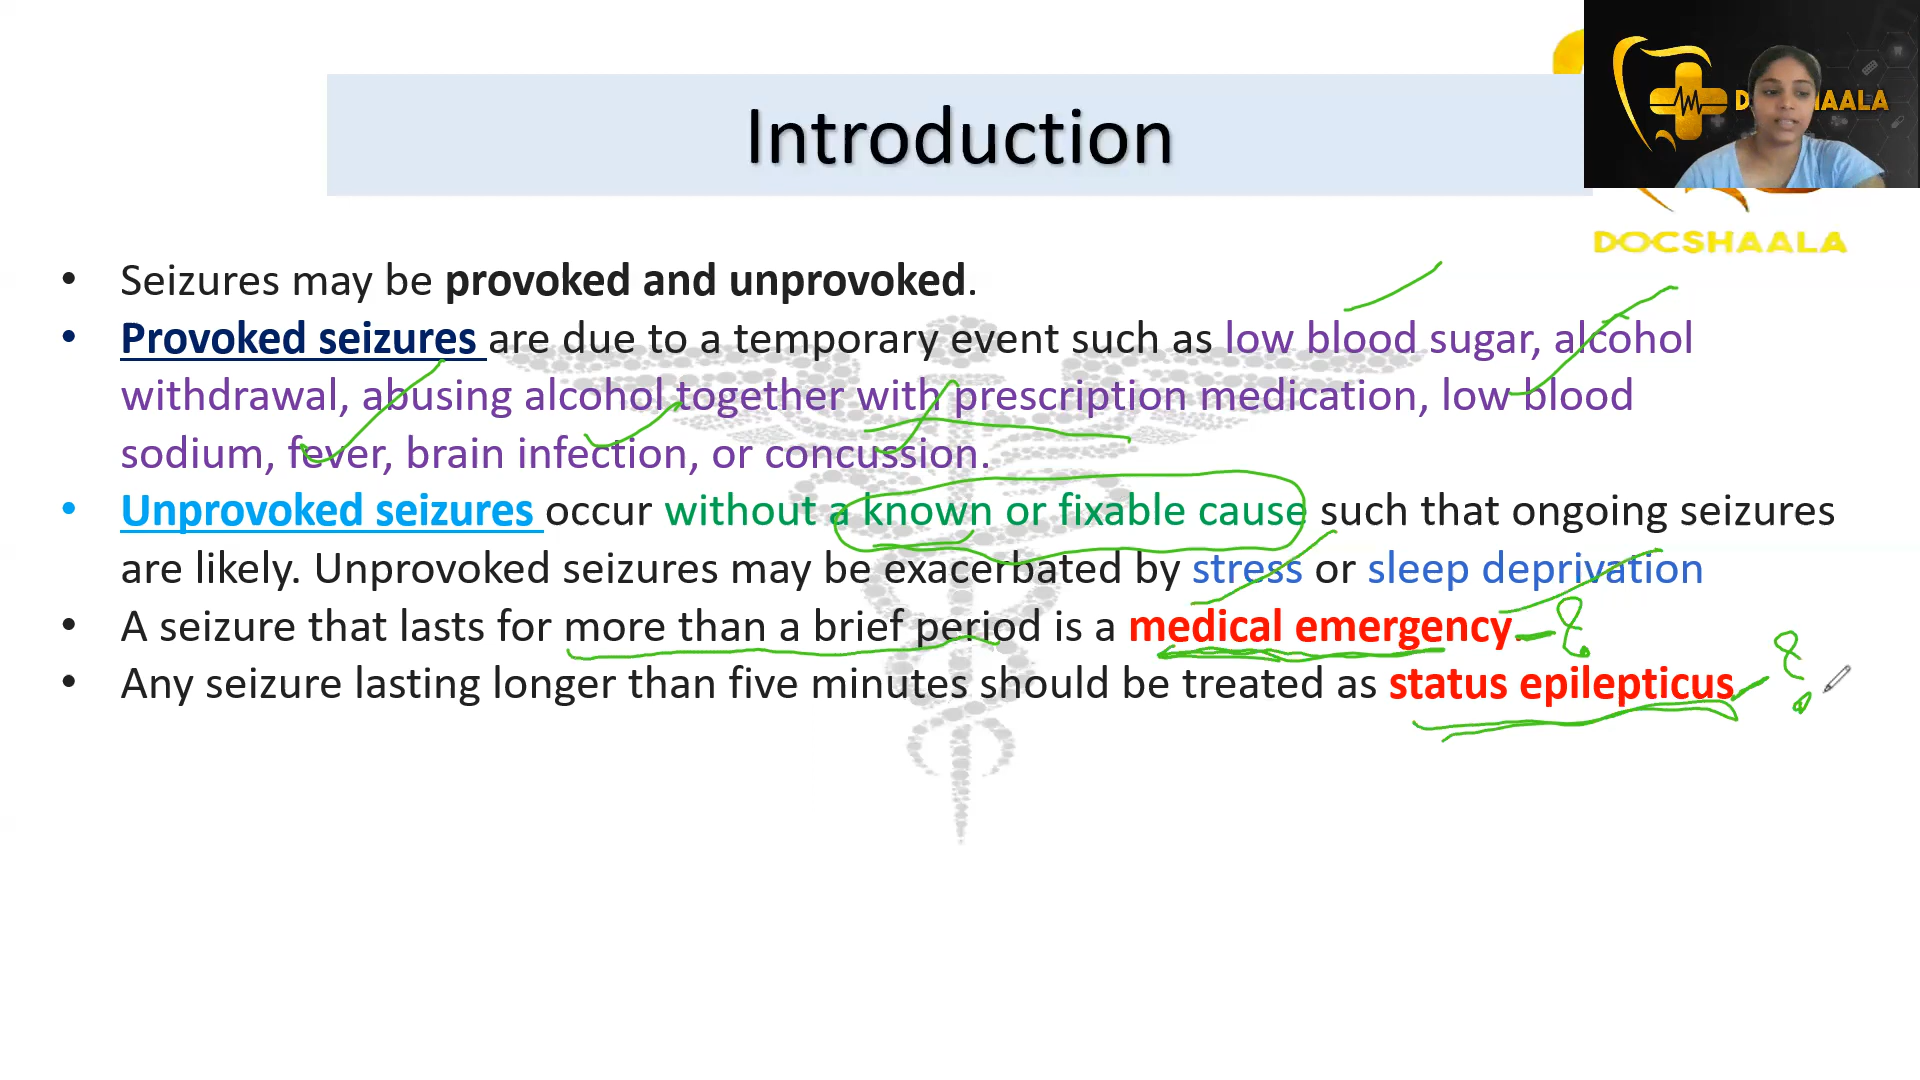 Introduction
DOCSHAALA
• Seizures may be provoked and unprovoked.
• Provoked seizures are due to a temporary event such as low blood sugar, alcohol
withdrawal, abusing alcohol together with prescription medication, low blood
sodium, fever, brain infection, or concussion.
• Unprovoked seizures occur without a known or fixable cause such that ongoing seizures
are likely. Unprovoked seizures may be exacerbated by stress or sleep deprivation
• A seizure that lasts for more than a brief period is a medical emergency.
• Any seizure lasting longer than five minutes should be treated as status epilepticus